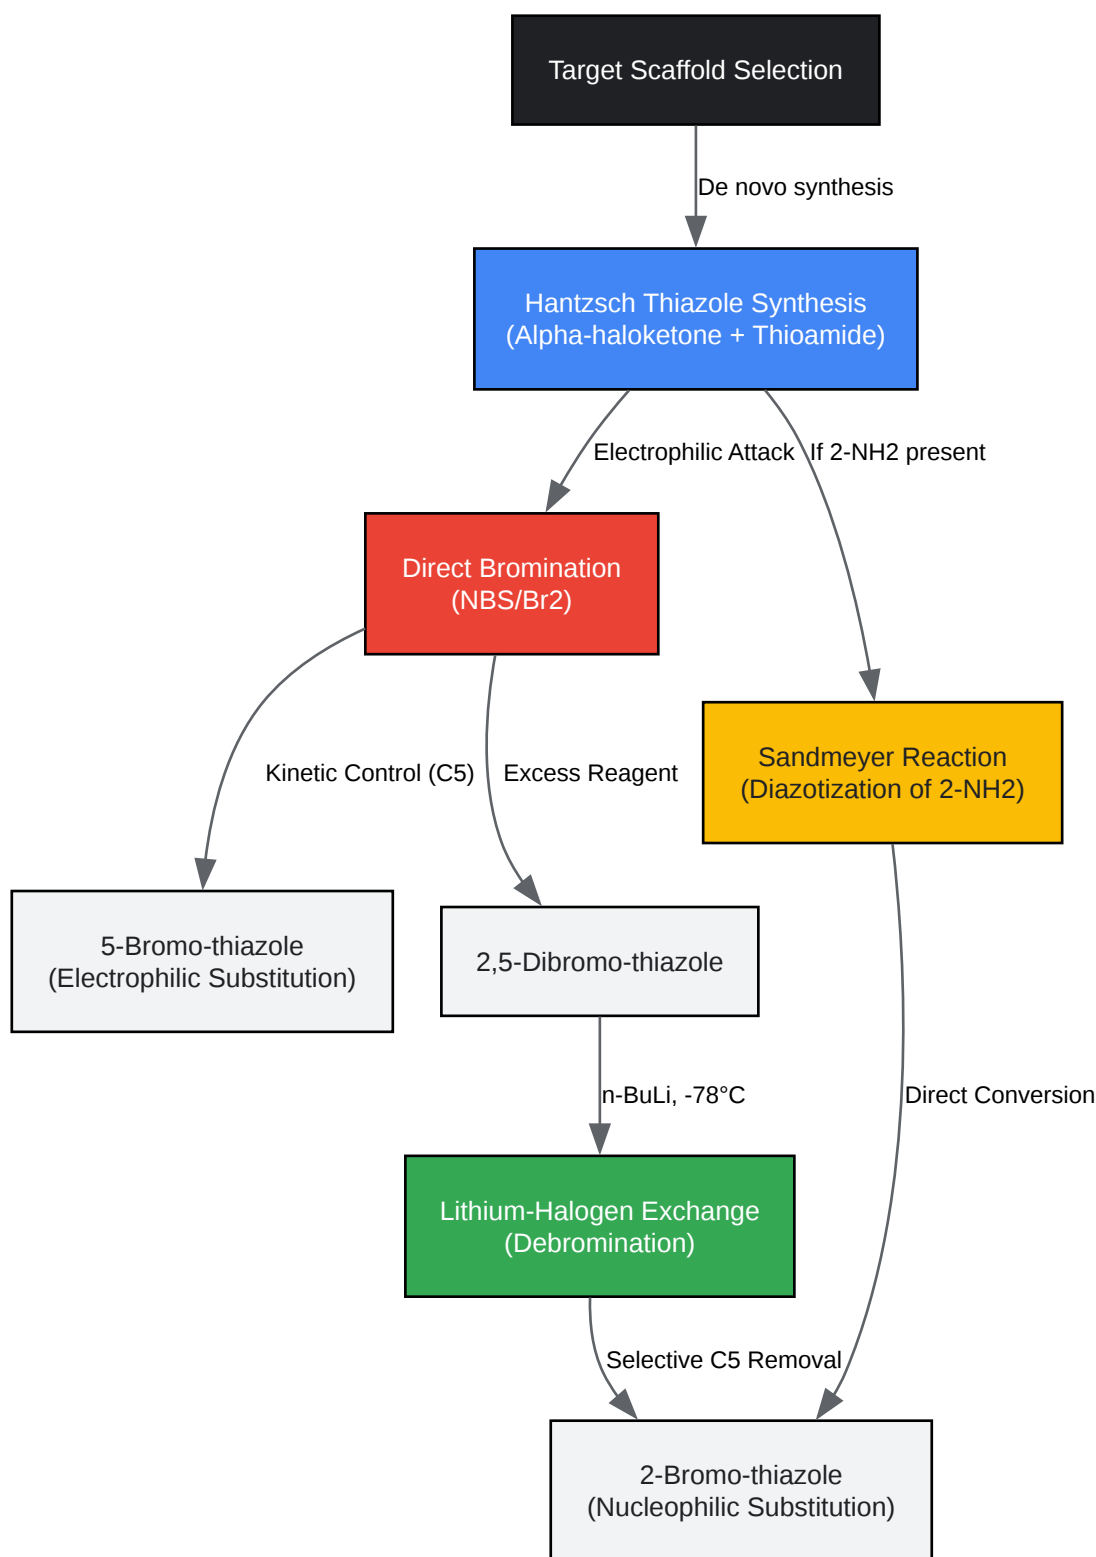 Target Scaffold Selection
De novo synthesis
Hantzsch Thiazole Synthesis
(Alpha-haloketone + Thioamide)
Electrophilic Attack
If 2-NH2 present
Direct Bromination
(NBS/Br2)
Sandmeyer Reaction
(Diazotization of 2-NH2)
Kinetic Control (C5)
Excess Reagent
5-Bromo-thiazole
(Electrophilic Substitution)
2,5-Dibromo-thiazole
n-BuLi, -78°C
Direct Conversion
Lithium-Halogen Exchange
(Debromination)
Selective C5 Removal
2-Bromo-thiazole
(Nucleophilic Substitution)